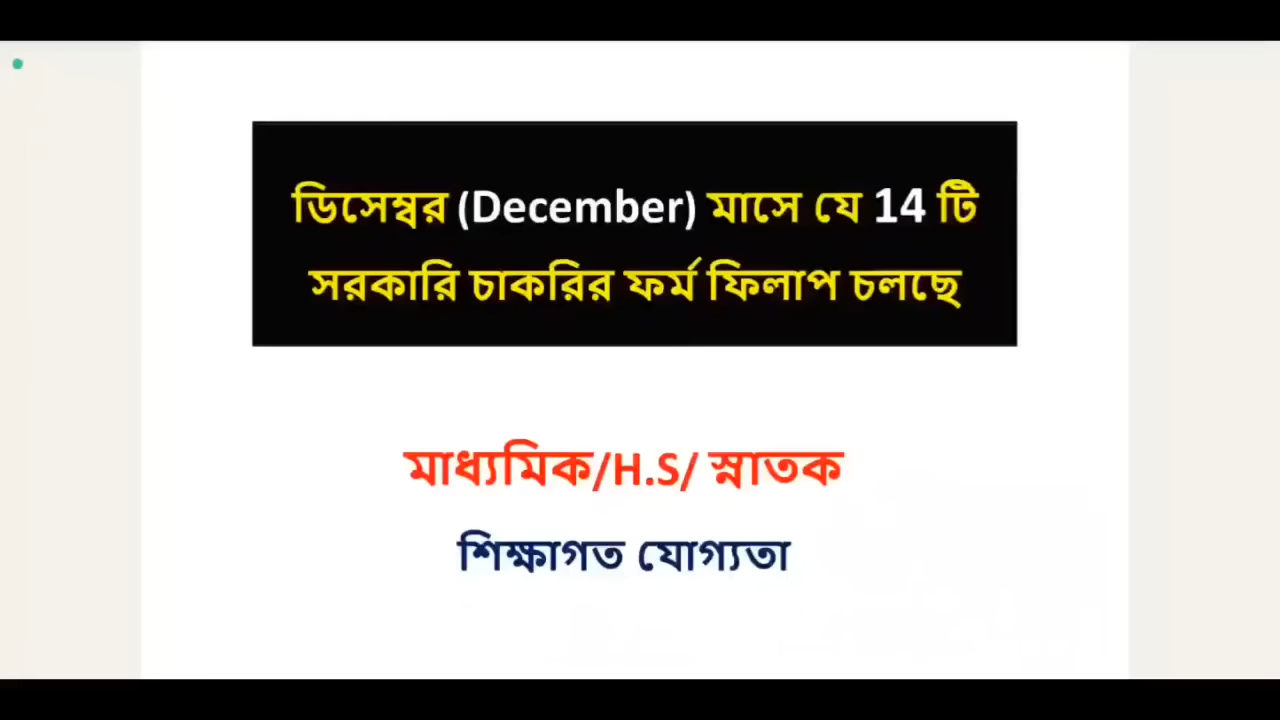 ডিসেম্বর (December) মাসে যে 14 টি
সরকারি চাকরির ফর্ম ফিলাপ চলছে
মাধ্যমিক/H.S/ স্নাতক
শিক্ষাগত যোগ্যতা